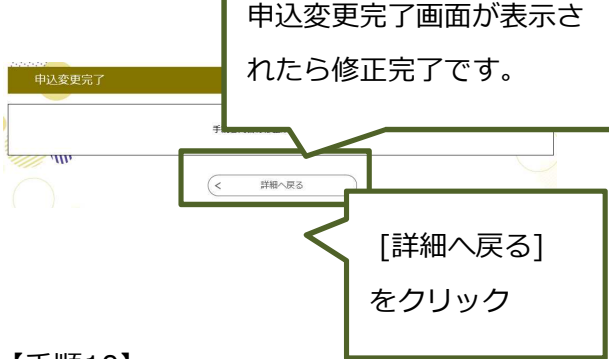 申込変更完了画面が表示さ
れたら修正完了です。
申込変更完了
詳細へ戻る
[詳細へ戻る]
をクリック